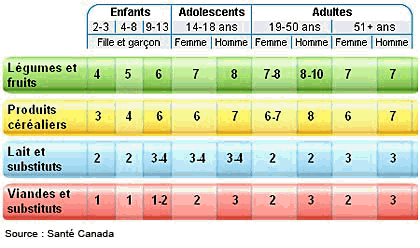 Enfants Adolescents Adultes
2-3 4-8 9-13 14-18 ans 19-50 ans 51+ ans
Fille et garçon Femme Homme Femme Homme Femme Homme
Légumes et fruits 4 5 6 7 8 7-8 8-10 7 7
Produits céréaliers 3 4 6 6 7 6-7 8 6 7
Lait et substituts 2 2 3-4 3-4 3-4 2 2 3 3
Viandes et substituts 1 1 1-2 2 3 2 3 2 3
Source : Santé Canada